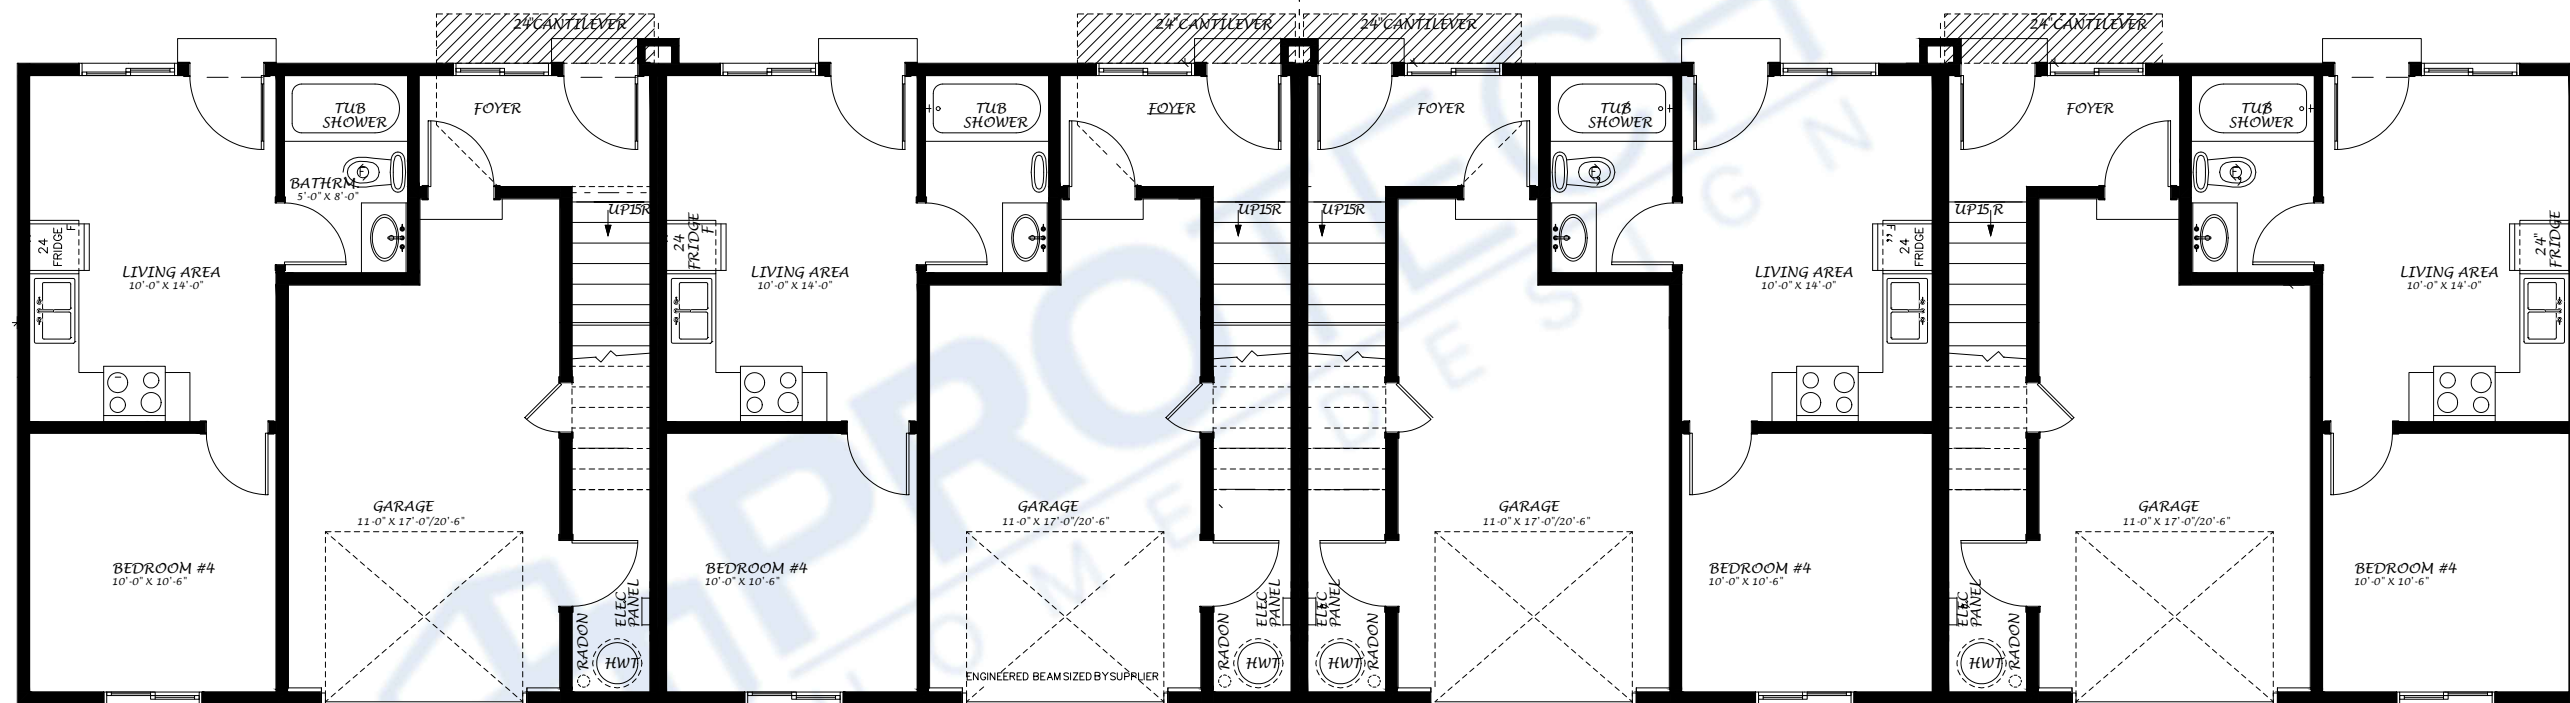 24"CANTILEVER
24"CANTILEVER
24"CANTILEVER
24"CANTILEVER
TUB
SHOWER
FOYER
TUB
SHOWER
FOYER
FOYER
TUB
SHOWER
FOYER
TUB
SHOWER
BATHRM.
5'-0" X 8'-0"
F
F
F
UP15R
UP15R
UP15R
UP15 R
24
FRIDGE
F
24
FRIDGE
F
24
FRIDGE
F
24"
FRIDGE
LIVING AREA
10'-0" X 14'-0"
LIVING AREA
10'-0" X 14'-0"
LIVING AREA
10'-0" X 14'-0"
LIVING AREA
10'-0" X 14'-0"
GARAGE
11-0" X 17'-0"/20'-6"
GARAGE
11-0" X 17'-0"/20'-6"
GARAGE
11-0" X 17'-0"/20'-6"
GARAGE
11-0" X 17'-0"/20'-6"
BEDROOM #4
10'-0" X 10'-6"
BEDROOM #4
10'-0" X 10'-6"
BEDROOM #4
10'-0" X 10'-6"
BEDROOM #4
10'-0" X 10'-6"
RADON
ELEC
PANEL
HWT
RADON
ELEC
PANEL
HWT
ELEC
PANEL
HWT
RADON
ELEC
PANEL
HWT
RADON
ENGINEERED BEAM SIZED BY SUPPLIER
PROTECH
HOME DESIGN